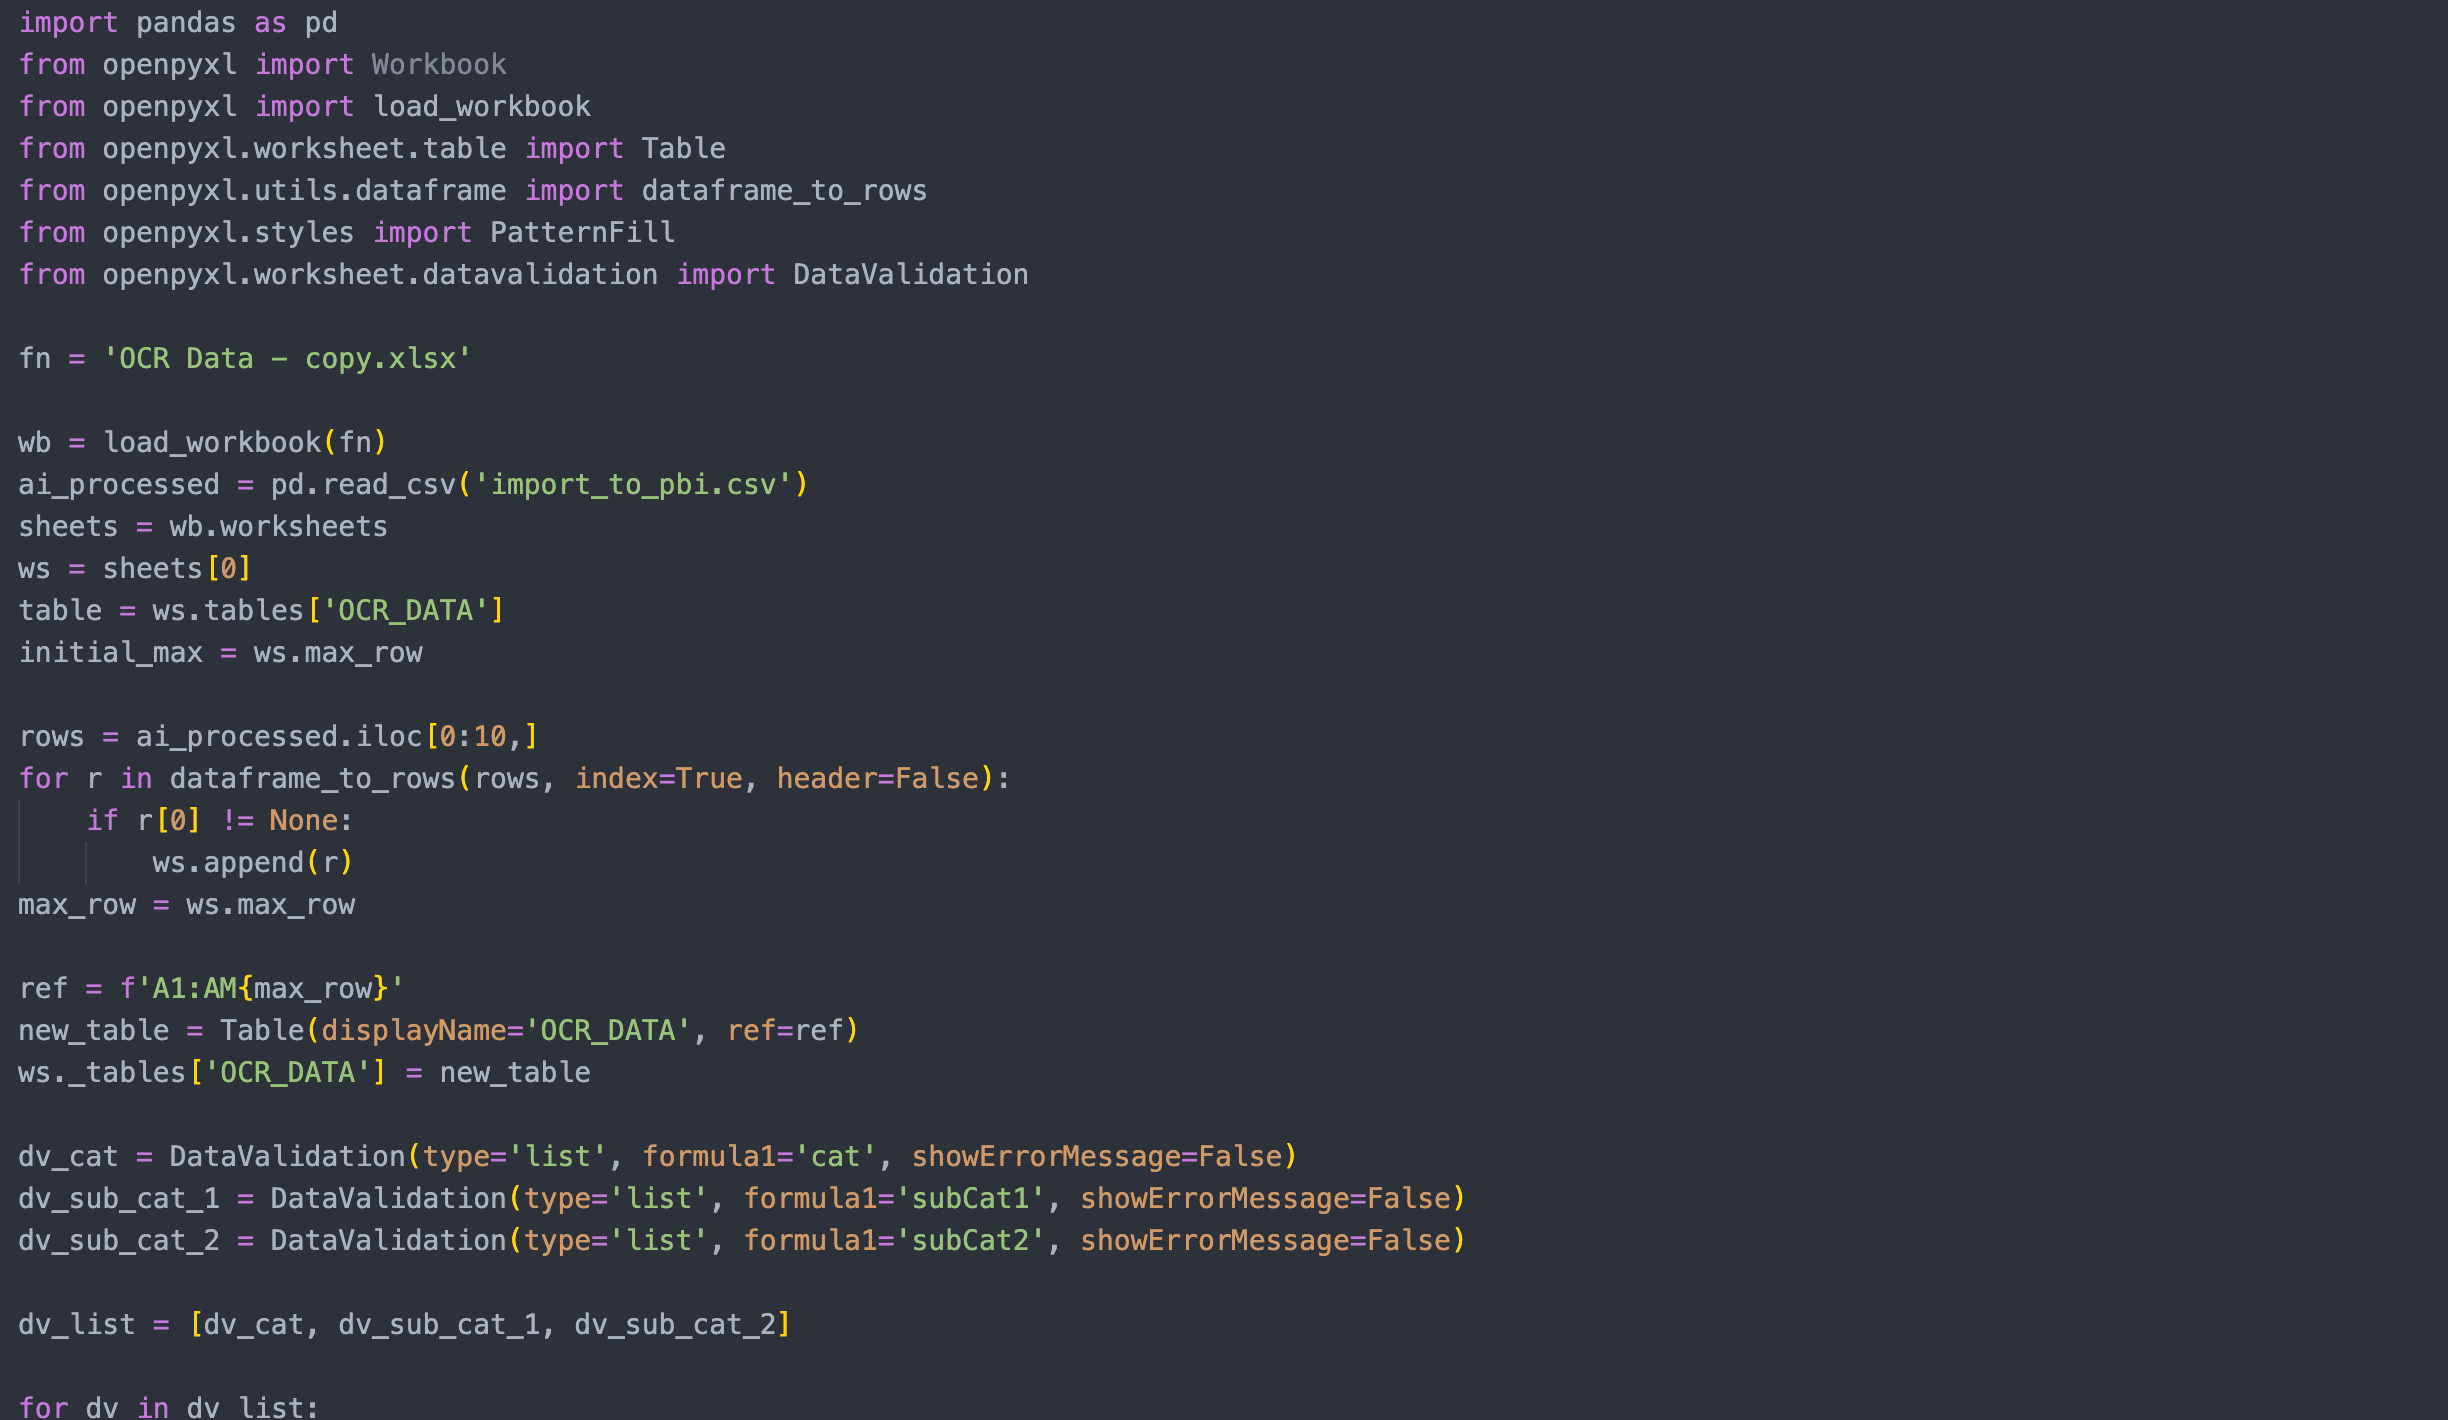 import pandas as pd
from openpyxl import Workbook
from openpyxl import load_workbook
from openpyxl.worksheet.table import Table
from openpyxl.utils.dataframe import dataframe_to_rows
from openpyxl.styles import PatternFill
from openpyxl.worksheet.datavalidation import DataValidation

fn = 'OCR Data - copy.xlsx'

wb = load_workbook(fn)
ai_processed = pd.read_csv('import_to_pbi.csv')
sheets = wb.worksheets
ws = sheets[0]
table = ws.tables['OCR_DATA']
initial_max = ws.max_row

rows = ai_processed.iloc[0:10,]
for r in dataframe_to_rows(rows, index=True, header=False):
    if r[0] != None:
        ws.append(r)
max_row = ws.max_row

ref = f'A1:AM{max_row}'
new_table = Table(displayName='OCR_DATA', ref=ref)
ws._tables['OCR_DATA'] = new_table

dv_cat = DataValidation(type='list', formula1='cat', showErrorMessage=False)
dv_sub_cat_1 = DataValidation(type='list', formula1='subCat1', showErrorMessage=False)
dv_sub_cat_2 = DataValidation(type='list', formula1='subCat2', showErrorMessage=False)

dv_list = [dv_cat, dv_sub_cat_1, dv_sub_cat_2]

for dv in dv_list: